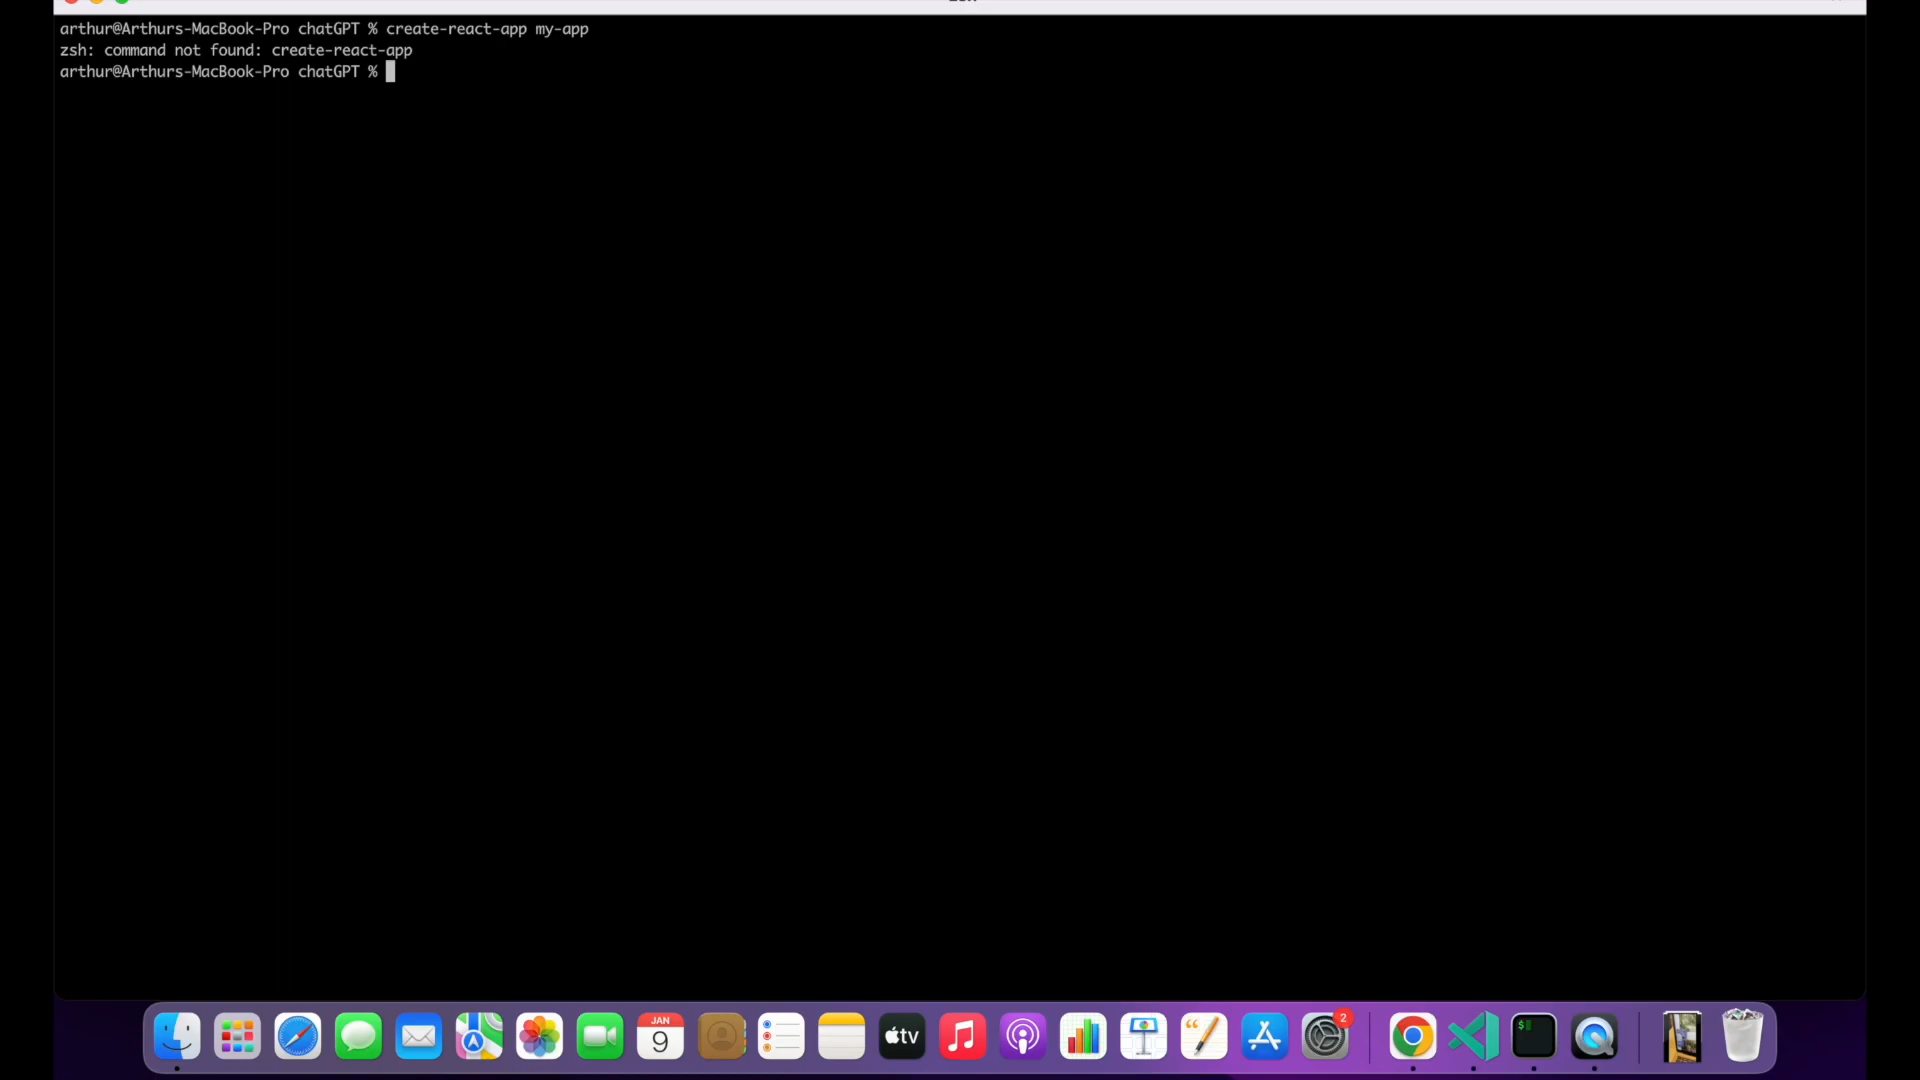 arthur@Arthurs-MacBook-Pro chatGPT % create-react-app my-app
zsh: command not found: create-react-app
arthur@Arthurs-MacBook-Pro chatGPT %
JAN
9
tv
2
$